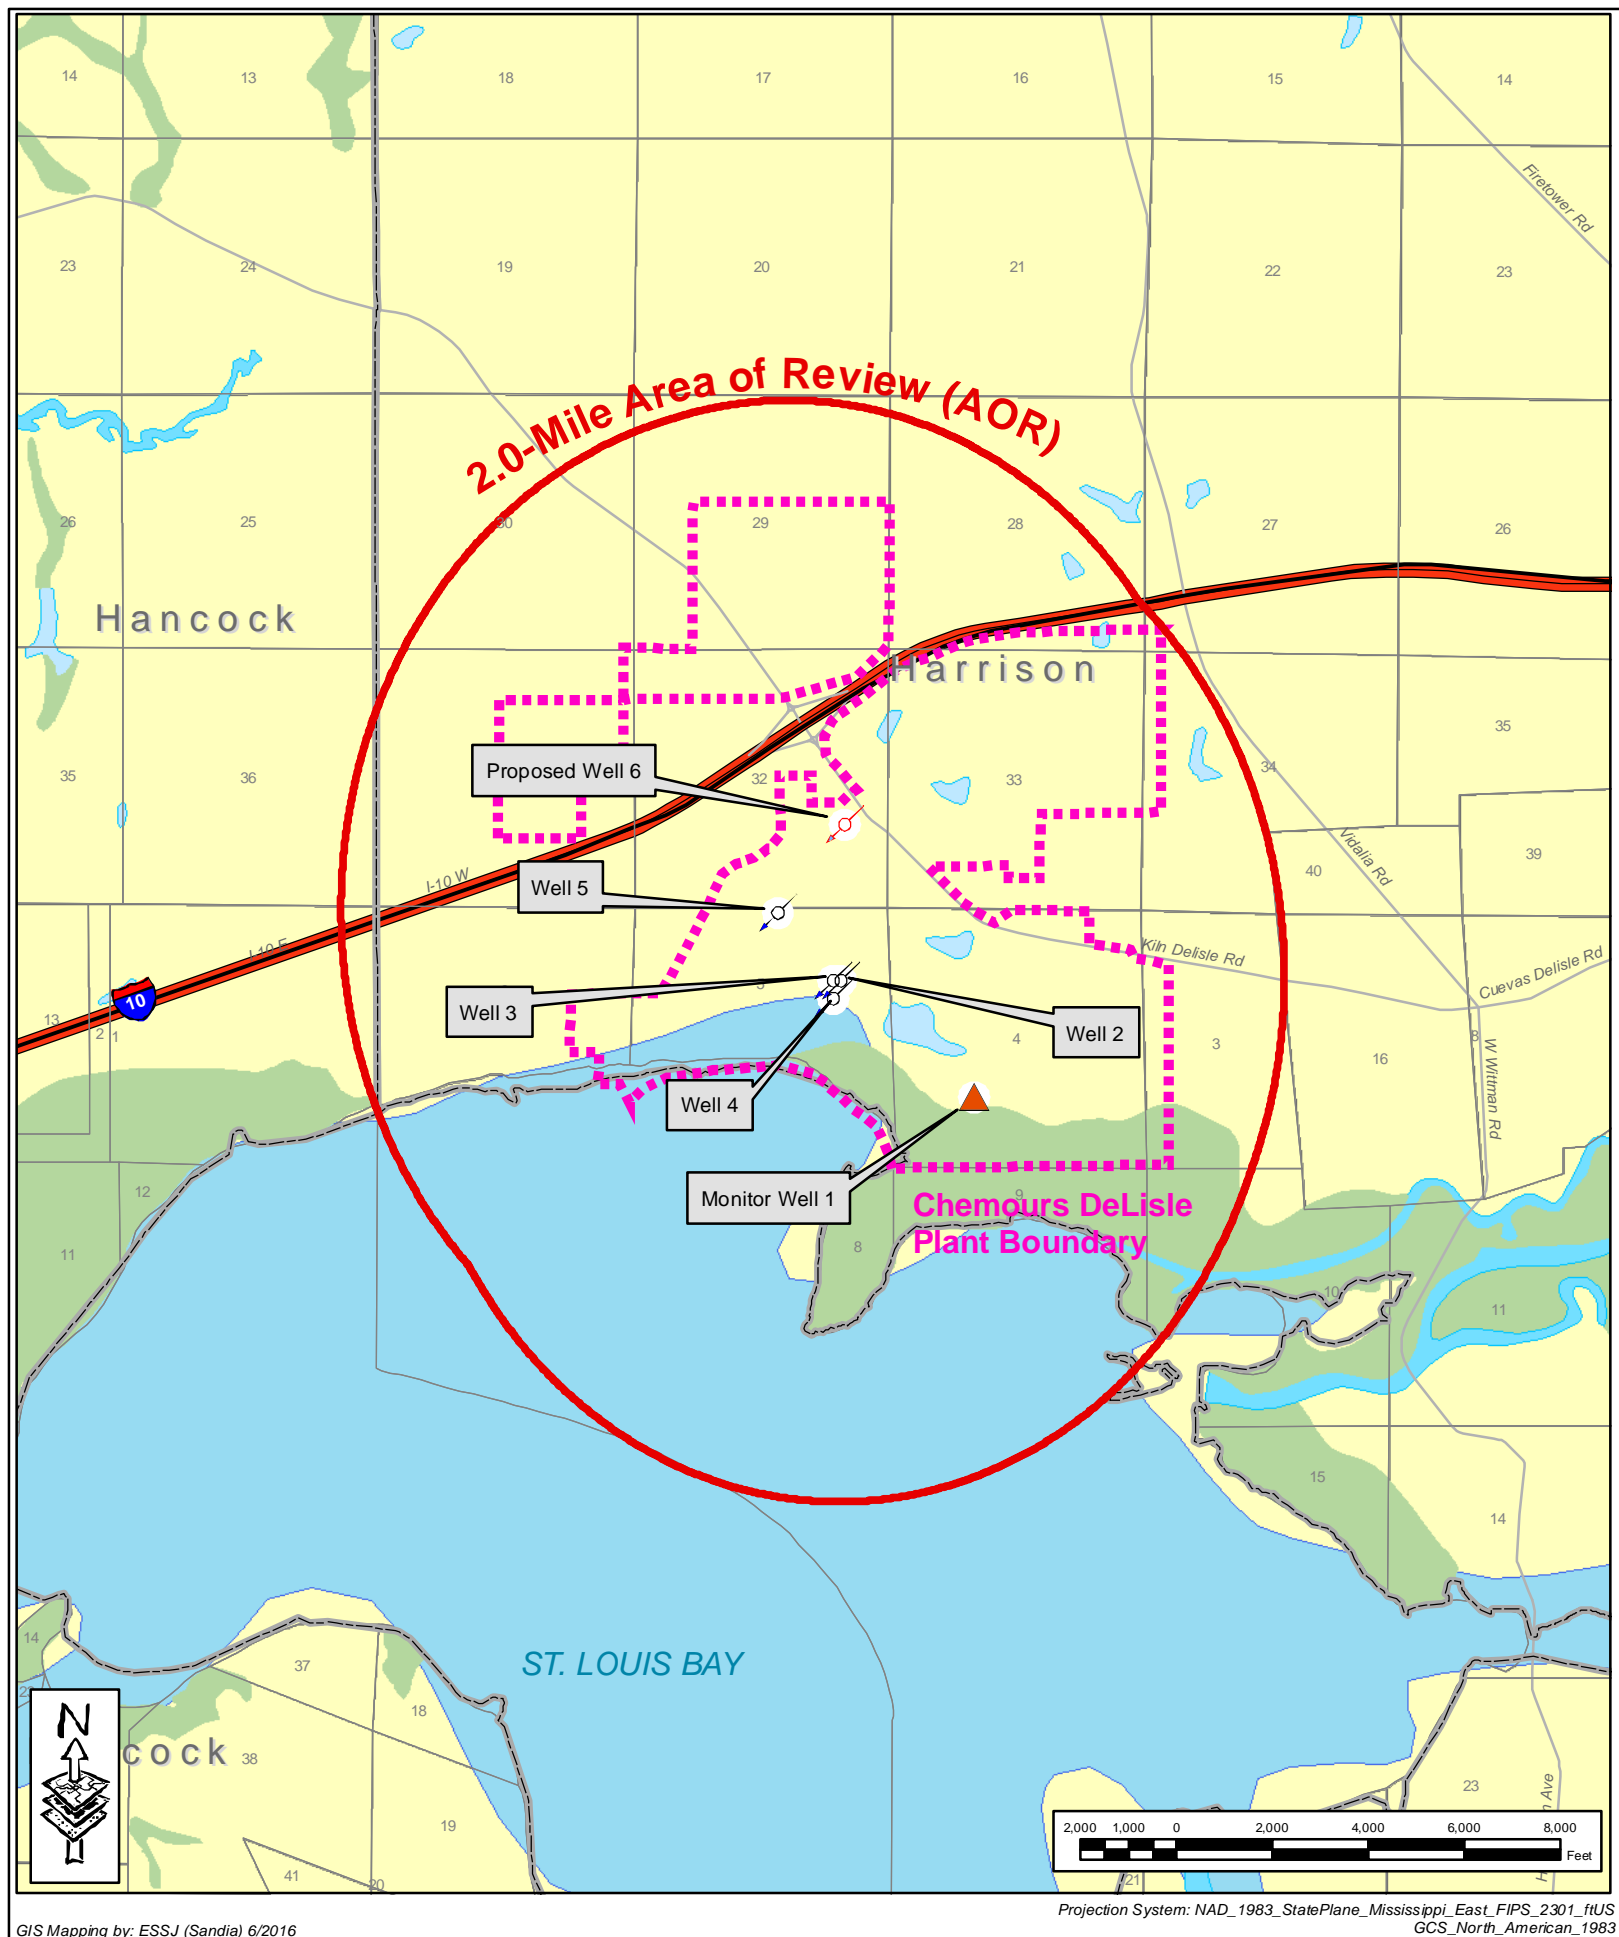 14
13
18
17
16
15
14
Firetower Rd
23
24
19
20
21
22
23
2.0-Mile Area of Review (AOR)
26
25
30
29
28
27
26
Hancock
Harrison
35
36
Proposed Well 6
32
33
34
35
I-10 W
Well 5
Vidalia Rd
40
39
I-10 E
Kiln Delisle Rd
Cuevas Delisle Rd
10
13
2
1
Well 3
Well 2
4
3
16
8
W Wittman Rd
Well 4
12
Monitor Well 1
9
Chemours DeLisle
Plant Boundary
11
8
10
11
15
14
14
37
ST. LOUIS BAY
18
N
cock
38
23
19
2,000 1,000 0 2,000 4,000 6,000 8,000
Feet
41
20
21
Projection System: NAD_1983_StatePlane_Mississippi_East_FIPS_2301_ftUS
GIS Mapping by: ESSJ (Sandia) 6/2016
GCS_North_American_1983